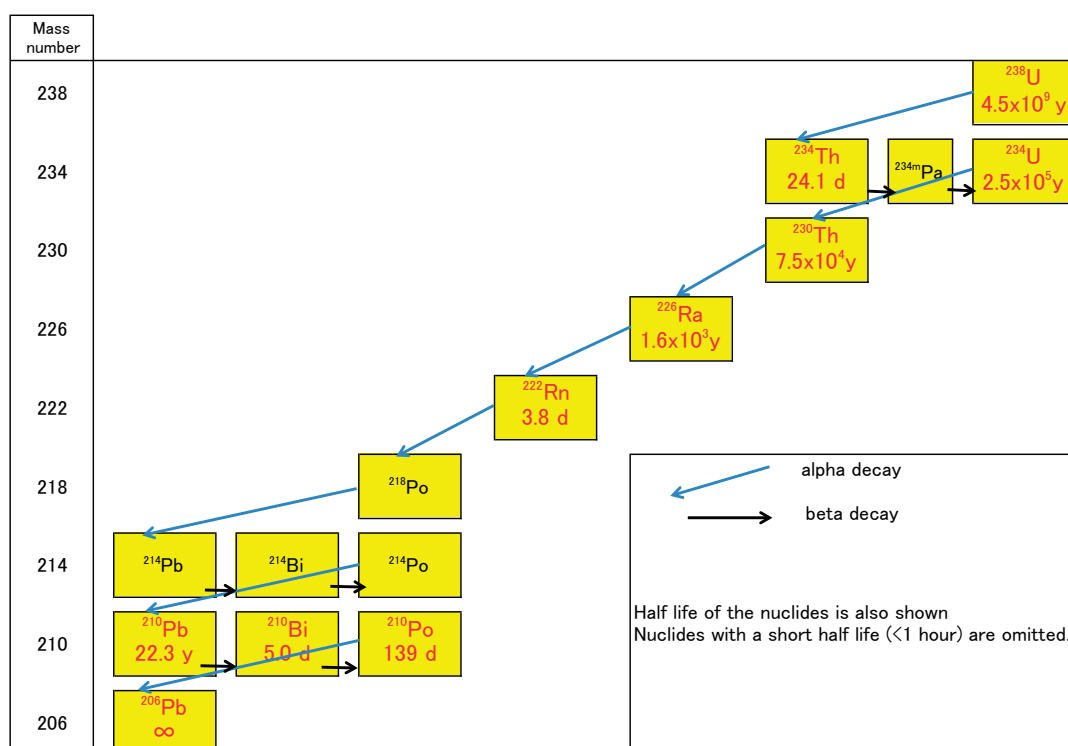 Mass
number
238
²³⁸U
4.5x10⁹ y
234
²³⁴Th
24.1 d
²³⁴ᵐPa
²³⁴U
2.5x10⁵y
230
²³⁰Th
7.5x10⁴y
226
²²⁶Ra
1.6x10³y
222
²²²Rn
3.8 d
218
²¹⁸Po
alpha decay
beta decay
214
²¹⁴Pb
²¹⁴Bi
²¹⁴Po
Half life of the nuclides is also shown
Nuclides with a short half life (<1 hour) are omitted.
210
²¹⁰Pb
22.3 y
²¹⁰Bi
5.0 d
²¹⁰Po
139 d
206
²⁰⁶Pb
∞